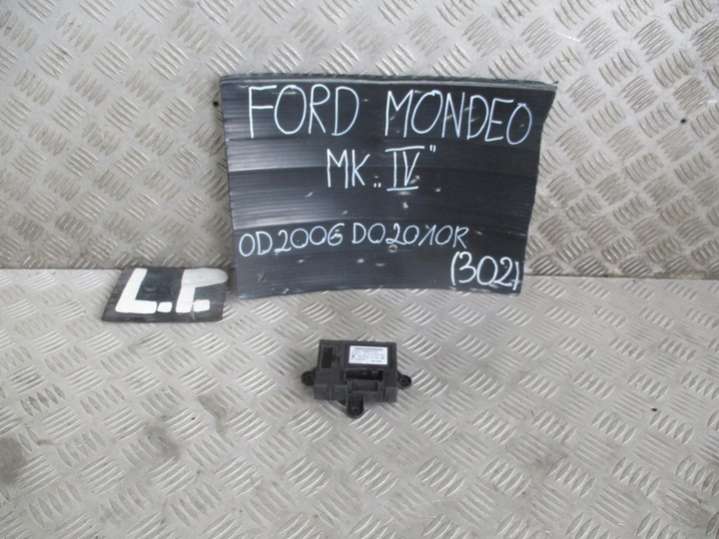 FORD MONDEO
MK „IV"
OD2006 DO2010R
(302)
L.P.